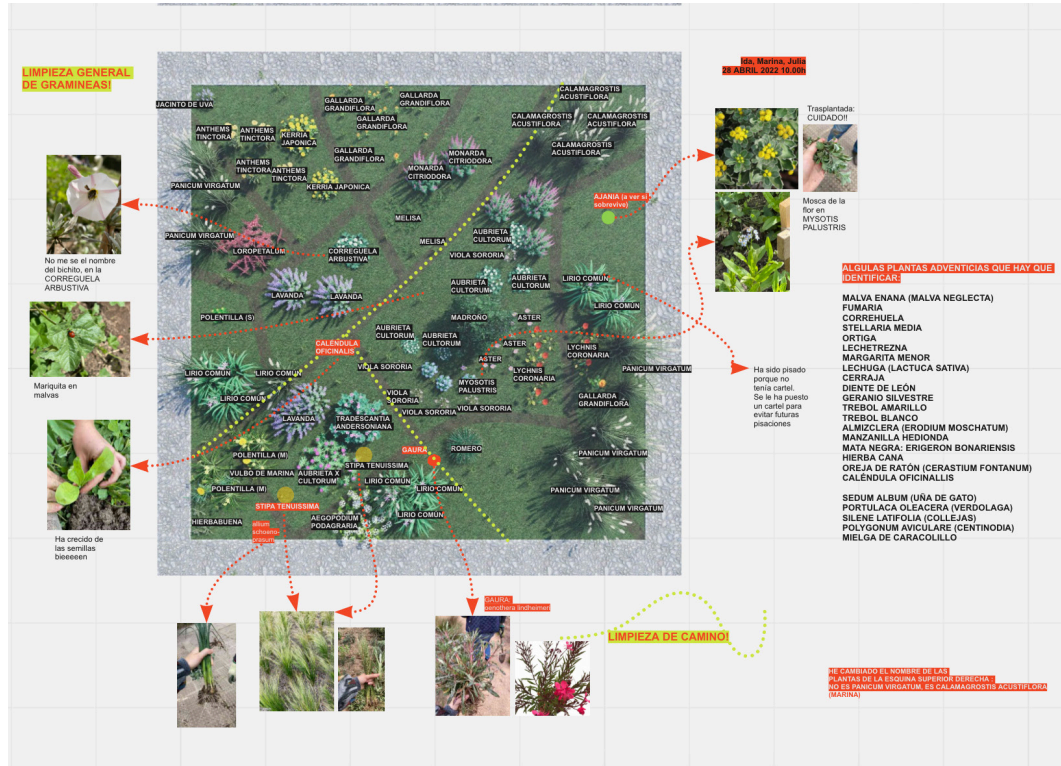 LIMPIEZA GENERAL
DE GRAMINEAS!
Ida, Marina, Julia
28 ABRIL 2022 10.00h
JACINTO DE UVA
GALLARDA
GRANDIFLORA
GALLARDA
GRANDIFLORA
GALLARDA
GRANDIFLORA
GALLARDA
GRANDIFLORA
CALAMAGROSTIS
ACUSTIFLORA
CALAMAGROSTIS
ACUSTIFLORA
CALAMAGROSTIS
ACUSTIFLORA
CALAMAGROSTIS
ACUSTIFLORA
ANTHEMS
TINCTORA
ANTHEMS
TINCTORA
KERRIA
JAPONICA
ANTHEMS
TINCTORA
ANTHEMS
TINCTORA
KERRIA JAPONICA
MONARDA
CITRIODORA
MONARDA
CITRIODORA
PANICUM VIRGATUM
PANICUM VIRGATUM
LOROPETALUM
CORREGUELA
ARBUSTIVA
MELISA
MELISA
AUBRIETA
CULTORUM
VIOLA SORORIA
AJANIA (a ver si
sobrevive)
LAVANDA
LAVANDA
AUBRIETA
CULTORUM
AUBRIETA
CULTORUM
LIRIO COMÚN
LIRIO COMÚN
POLENTILLA (S)
MADROÑO
ASTER
AUBRIETA
CULTORUM
AUBRIETA
CULTORUM
CALÉNDULA
OFICINALIS
ASTER
ASTER
LYCHNIS
CORONARIA
LYCHNIS
CORONARIA
PANICUM VIRGATUM
LIRIO COMÚN
LIRIO COMÚN
LIRIO COMÚN
VIOLA SORORIA
MYOSOTIS
PALUSTRIS
VIOLA
SORORIA
VIOLA SORORIA
VIOLA SORORIA
GALLARDA
GRANDIFLORA
LAVANDA
TRADESCANTIA
ANDERSONIANA
GAURA
ROMERO
PANICUM VIRGATUM
POLENTILLA (M)
STIPA TENUISSIMA
VULBO DE MARINA
AUBRIETA X
CULTORUM
LIRIO COMÚN
LIRIO COMÚN
PANICUM VIRGATUM
POLENTILLA (M)
STIPA TENUISSIMA
LIRIO COMÚN
PANICUM VIRGATUM
HIERBABUENA
allium
schoeno-
prasum
AEGOPODIUM
PODAGRARIA
No me se el nombre
del bichito, en la
CORREGUELA
ARBUSTIVA
Mariquita en
malvas
Ha crecido de
las semillas
bieeeeen
Trasplantada:
CUIDADO!!
Mosca de la
flor en
MYSOTIS
PALUSTRIS
Ha sido pisado
porque no
tenía cartel.
Se le ha puesto
un cartel para
evitar futuras
pisaciones
ALGULAS PLANTAS ADVENTICIAS QUE HAY QUE
IDENTIFICAR:
MALVA ENANA (MALVA NEGLECTA)
FUMARIA
CORREHUELA
STELLARIA MEDIA
ORTIGA
LECHETREZNA
MARGARITA MENOR
LECHUGA (LACTUCA SATIVA)
CERRAJA
DIENTE DE LEÓN
GERANIO SILVESTRE
TREBOL AMARILLO
TREBOL BLANCO
ALMIZCLERA (ERODIUM MOSCHATUM)
MANZANILLA HEDIONDA
MATA NEGRA: ERIGERON BONARIENSIS
HIERBA CANA
OREJA DE RATÓN (CERASTIUM FONTANUM)
CALÉNDULA OFICINALLIS
SEDUM ALBUM (UÑA DE GATO)
PORTULACA OLEACERA (VERDOLAGA)
SILENE LATIFOLIA (COLLEJAS)
POLYGONUM AVICULARE (CENTINODIA)
MIELGA DE CARACOLILLO
GAURA:
oenothera lindheimeri
LIMPIEZA DE CAMINO!
HE CAMBIADO EL NOMBRE DE LAS
PLANTAS DE LA ESQUINA SUPERIOR DERECHA :
NO ES PANICUM VIRGATUM, ES CALAMAGROSTIS ACUSTIFLORA
(MARINA)